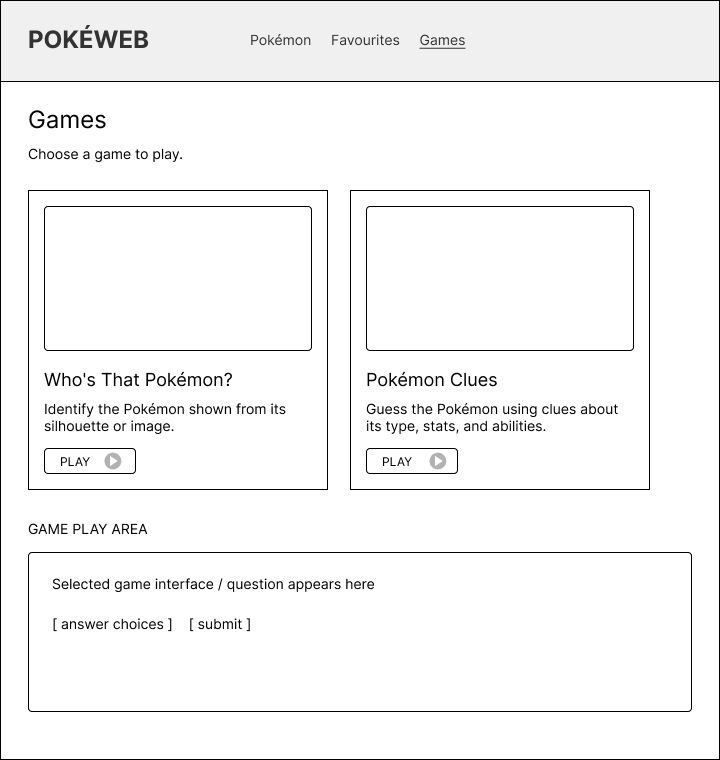 POKÉWEB
Pokémon Favourites Games
Games
Choose a game to play.
Who's That Pokémon?
Identify the Pokémon shown from its
silhouette or image.
PLAY
Pokémon Clues
Guess the Pokémon using clues about
its type, stats, and abilities.
PLAY
GAME PLAY AREA
Selected game interface / question appears here
[ answer choices ] [ submit ]